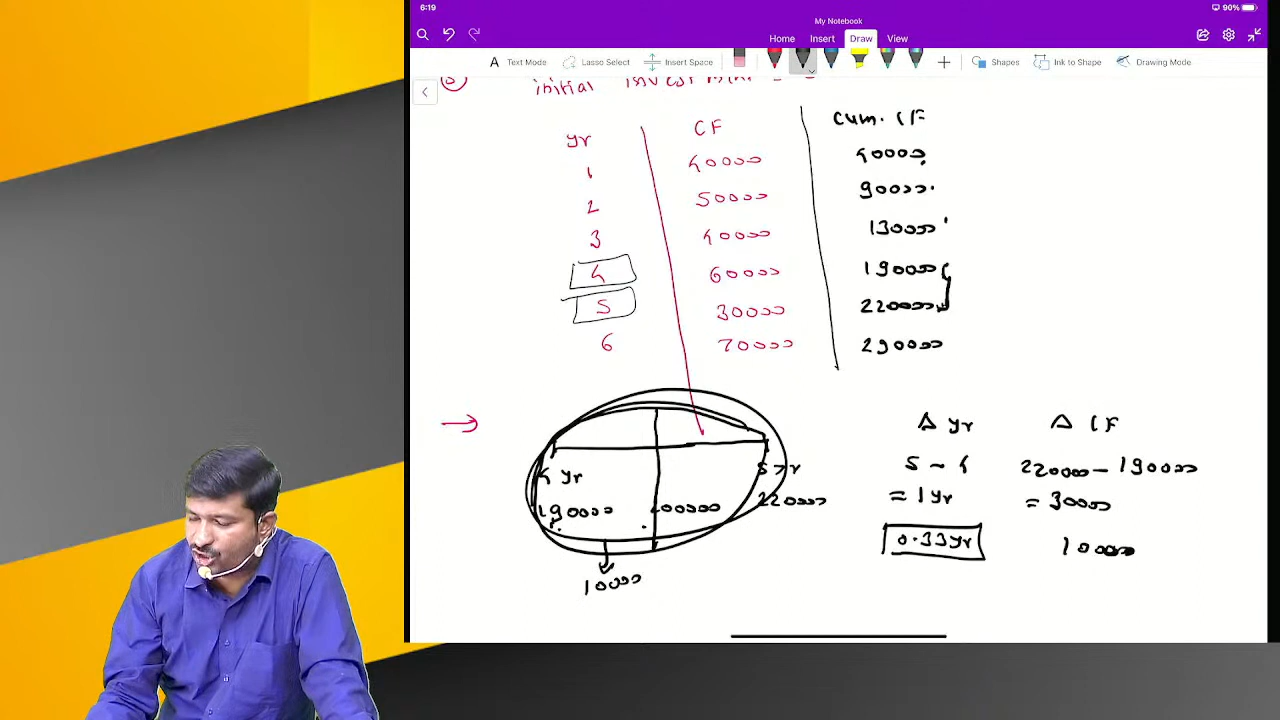 6:19
90%
My Notebook
Home Insert Draw View
Text Mode Lasso Select Insert Space Shapes Ink to Shape Drawing Mode
initial
yr CF Cum. CF
1 40000 40000
2 50000 90000
3 40000 130000
4 60000 190000
5 30000 220000
6 70000 290000
→
Δ yr Δ CF
4 yr 5 yr 5 - 4 220000 - 190000
190000 200000 220000 = 1 yr = 30000
0.33 yr 10000
10000